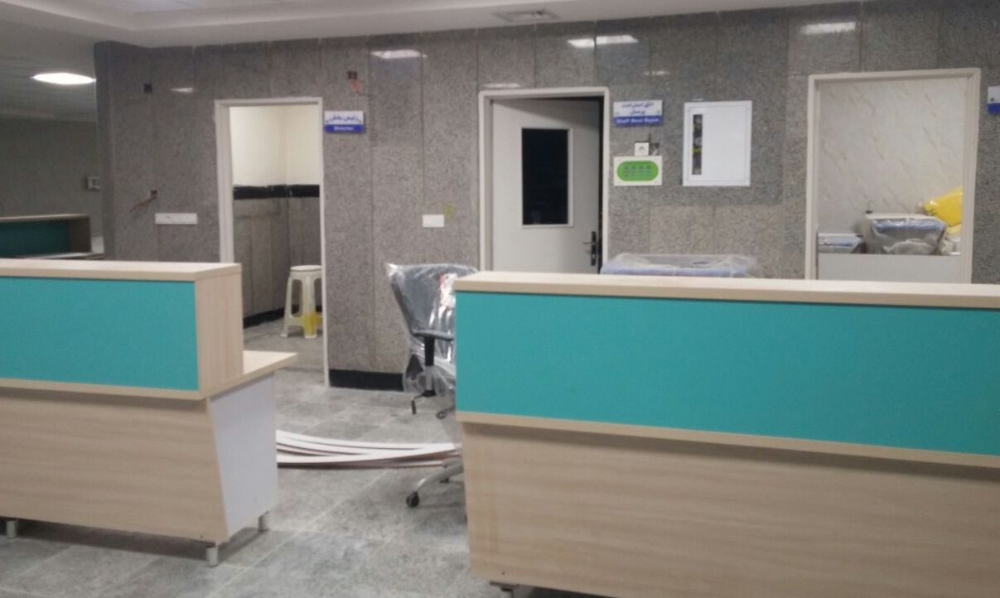 رئیس بخش
Director
اتاق استراحت
پرسنل
Staff Rest Room